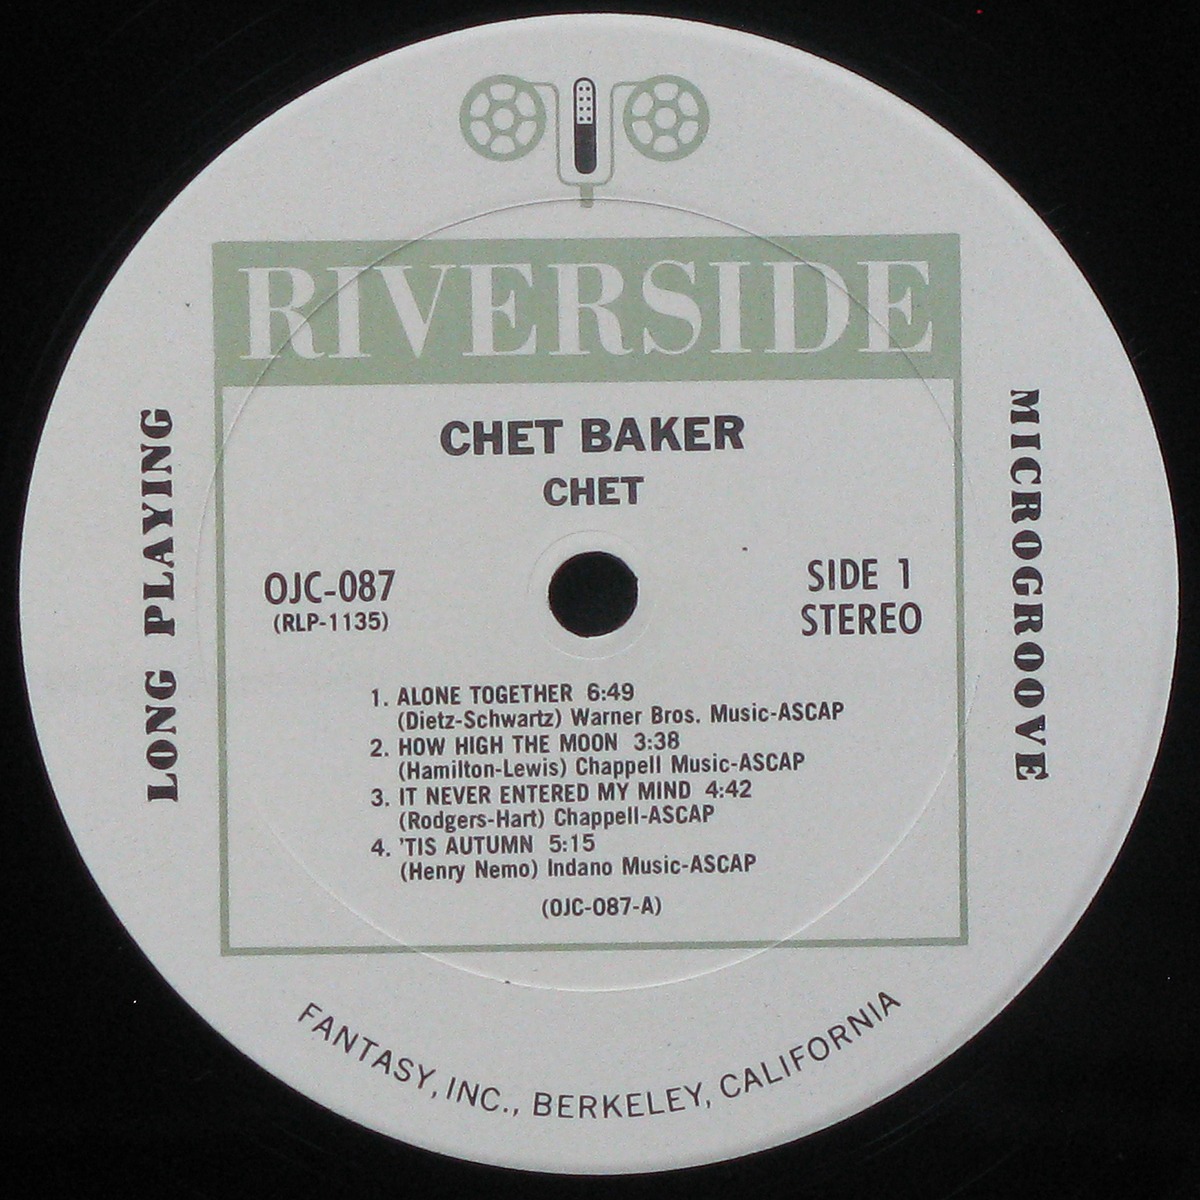 RIVERSIDE
CHET BAKER
CHET
OJC-087
(RLP-1135)
SIDE 1
STEREO
LONG PLAYING
MICROGROOVE
1. ALONE TOGETHER 6:49
(Dietz-Schwartz) Warner Bros. Music-ASCAP
2. HOW HIGH THE MOON 3:38
(Hamilton-Lewis) Chappell Music-ASCAP
3. IT NEVER ENTERED MY MIND 4:42
(Rodgers-Hart) Chappell-ASCAP
4. 'TIS AUTUMN 5:15
(Henry Nemo) Indano Music-ASCAP
(OJC-087-A)
FANTASY, INC., BERKELEY, CALIFORNIA